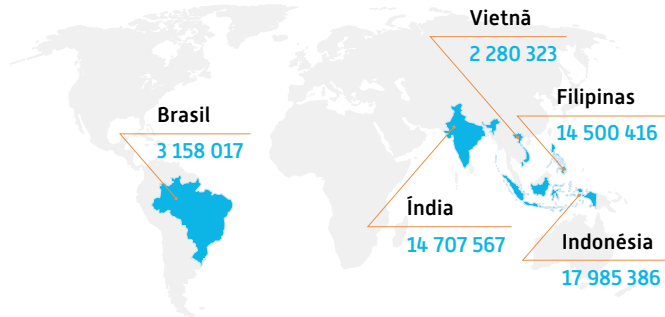 Vietnã
2 280 323
Filipinas
14 500 416
Brasil
3 158 017
Índia
14 707 567
Indonésia
17 985 386